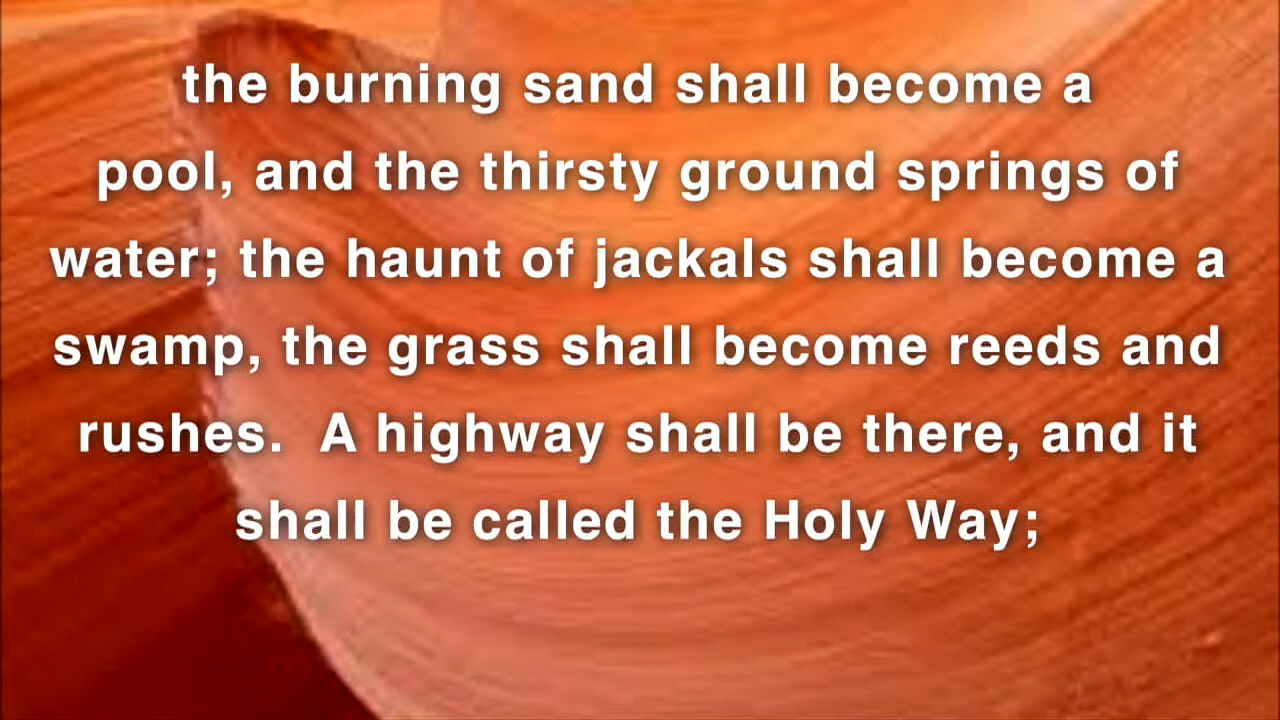 the burning sand shall become a
pool, and the thirsty ground springs of
water; the haunt of jackals shall become a
swamp, the grass shall become reeds and
rushes.  A highway shall be there, and it
shall be called the Holy Way;